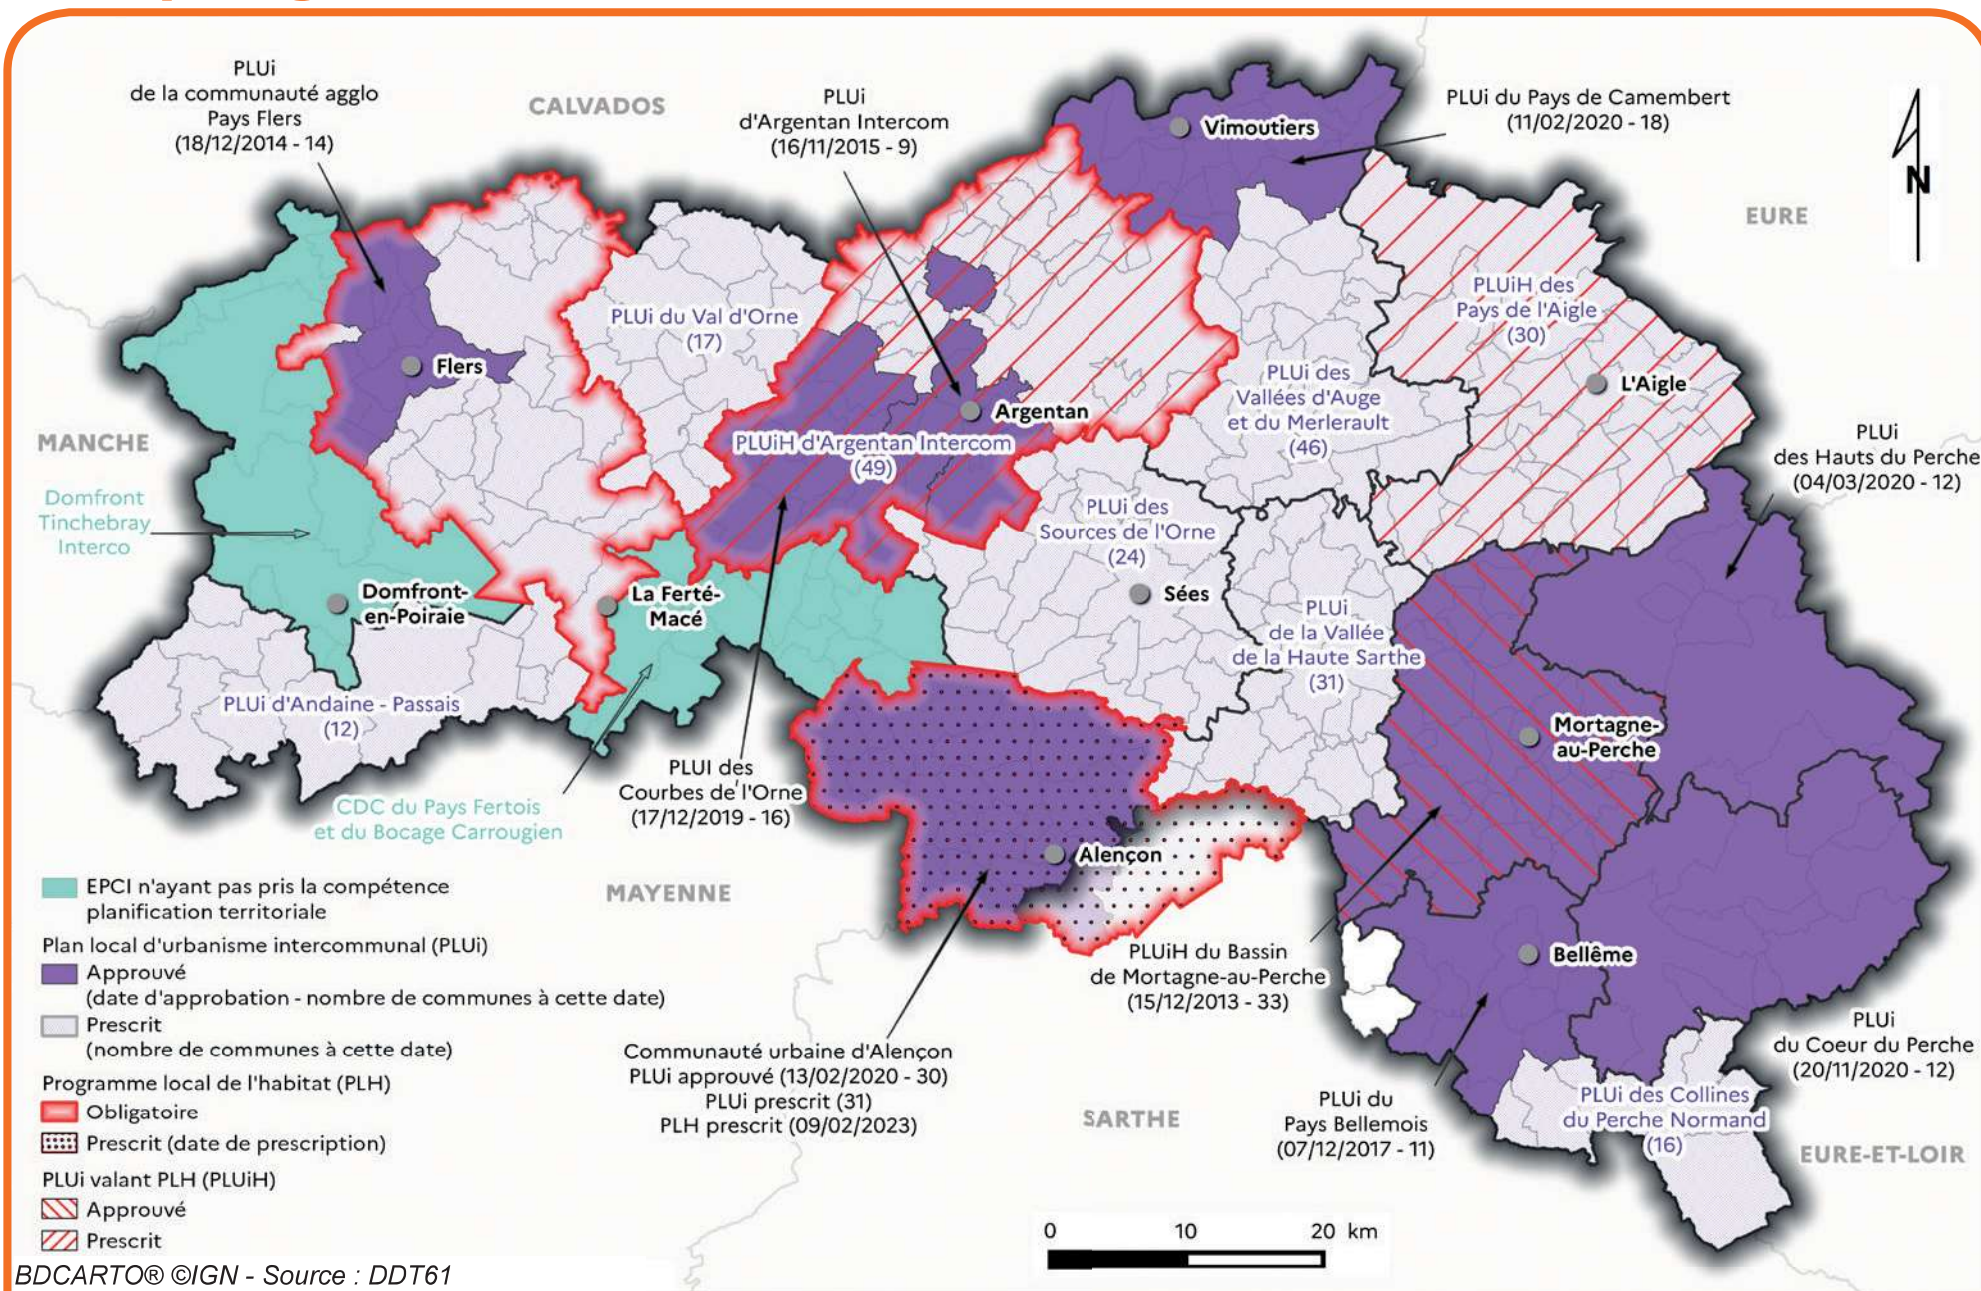 PLUi
de la communauté agglo
Pays Flers
(18/12/2014 - 14)
CALVADOS
PLUi
d'Argentan Intercom
(16/11/2015 - 9)
Vimoutiers
PLUi du Pays de Camembert
(11/02/2020 - 18)
N
EURE
PLUi du Val d'Orne
(17)
PLUiH des
Pays de l'Aigle
(30)
Flers
L'Aigle
PLUi des
Vallées d'Auge
et du Merlerault
(46)
Argentan
MANCHE
PLUiH d'Argentan Intercom
(49)
PLUi
des Hauts du Perche
(04/03/2020 - 12)
Domfront
Tinchebray
Interco
PLUi des
Sources de l'Orne
(24)
Domfront-
en-Poiraie
La Ferté-
Macé
Sées
PLUi
de la Vallée
de la Haute Sarthe
(31)
PLUi d'Andaine - Passais
(12)
Mortagne-
au-Perche
PLUI des
Courbes de l'Orne
(17/12/2019 - 16)
CDC du Pays Fertois
et du Bocage Carrougien
Alençon
MAYENNE
PLUiH du Bassin
de Mortagne-au-Perche
(15/12/2013 - 33)
Bellême
Communauté urbaine d'Alençon
PLUi approuvé (13/02/2020 - 30)
PLUi prescrit (31)
PLH prescrit (09/02/2023)
SARTHE
PLUi du
Pays Bellemois
(07/12/2017 - 11)
PLUi
du Coeur du Perche
(20/11/2020 - 12)
PLUi des Collines
du Perche Normand
(16)
EURE-ET-LOIR
EPCI n'ayant pas pris la compétence
planification territoriale
Plan local d'urbanisme intercommunal (PLUi)
Approuvé
(date d'approbation - nombre de communes à cette date)
Prescrit
(nombre de communes à cette date)
Programme local de l'habitat (PLH)
Obligatoire
Prescrit (date de prescription)
PLUi valant PLH (PLUiH)
Approuvé
Prescrit
0 10 20 km
BDCARTO® ©IGN - Source : DDT61